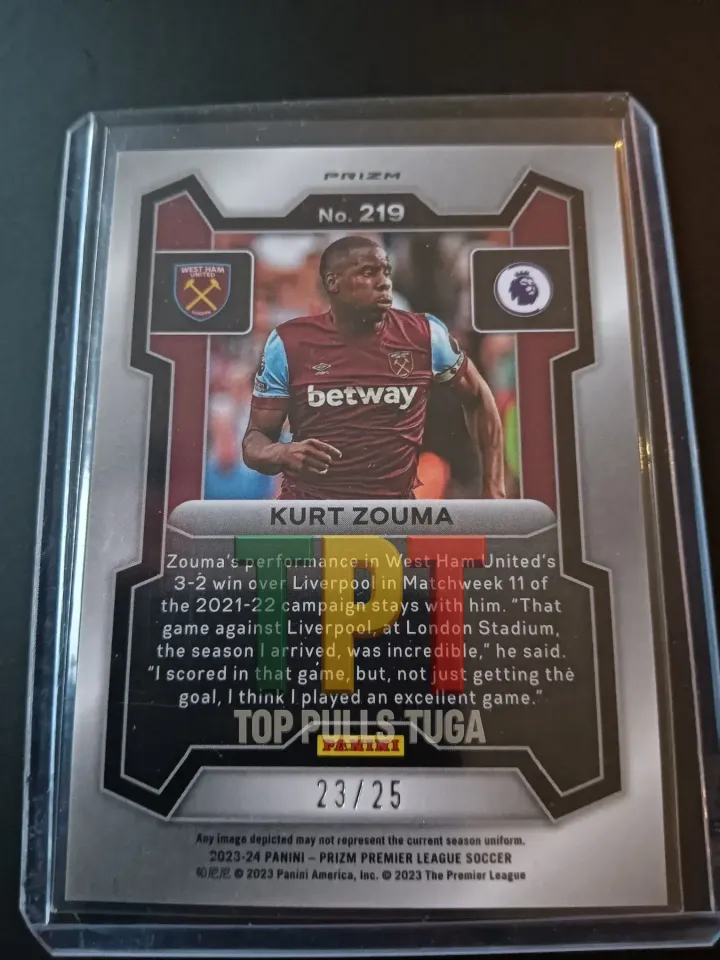 PRIZM
No. 219
WEST HAM
UNITED
LONDON
betway
KURT ZOUMA
TPT
Zouma's performance in West Ham United's
3-2 win over Liverpool in Matchweek 11 of
the 2021-22 campaign stays with him. "That
game against Liverpool, at London Stadium,
the season I arrived, was incredible," he said.
"I scored in that game, but, not just getting the
goal, I think I played an excellent game."
TOP PULLS TUGA
PANINI
23/25
Any image depicted may not represent the current season uniform.
2023-24 PANINI – PRIZM PREMIER LEAGUE SOCCER
帕尼尼 © 2023 Panini America, Inc. © 2023 The Premier League